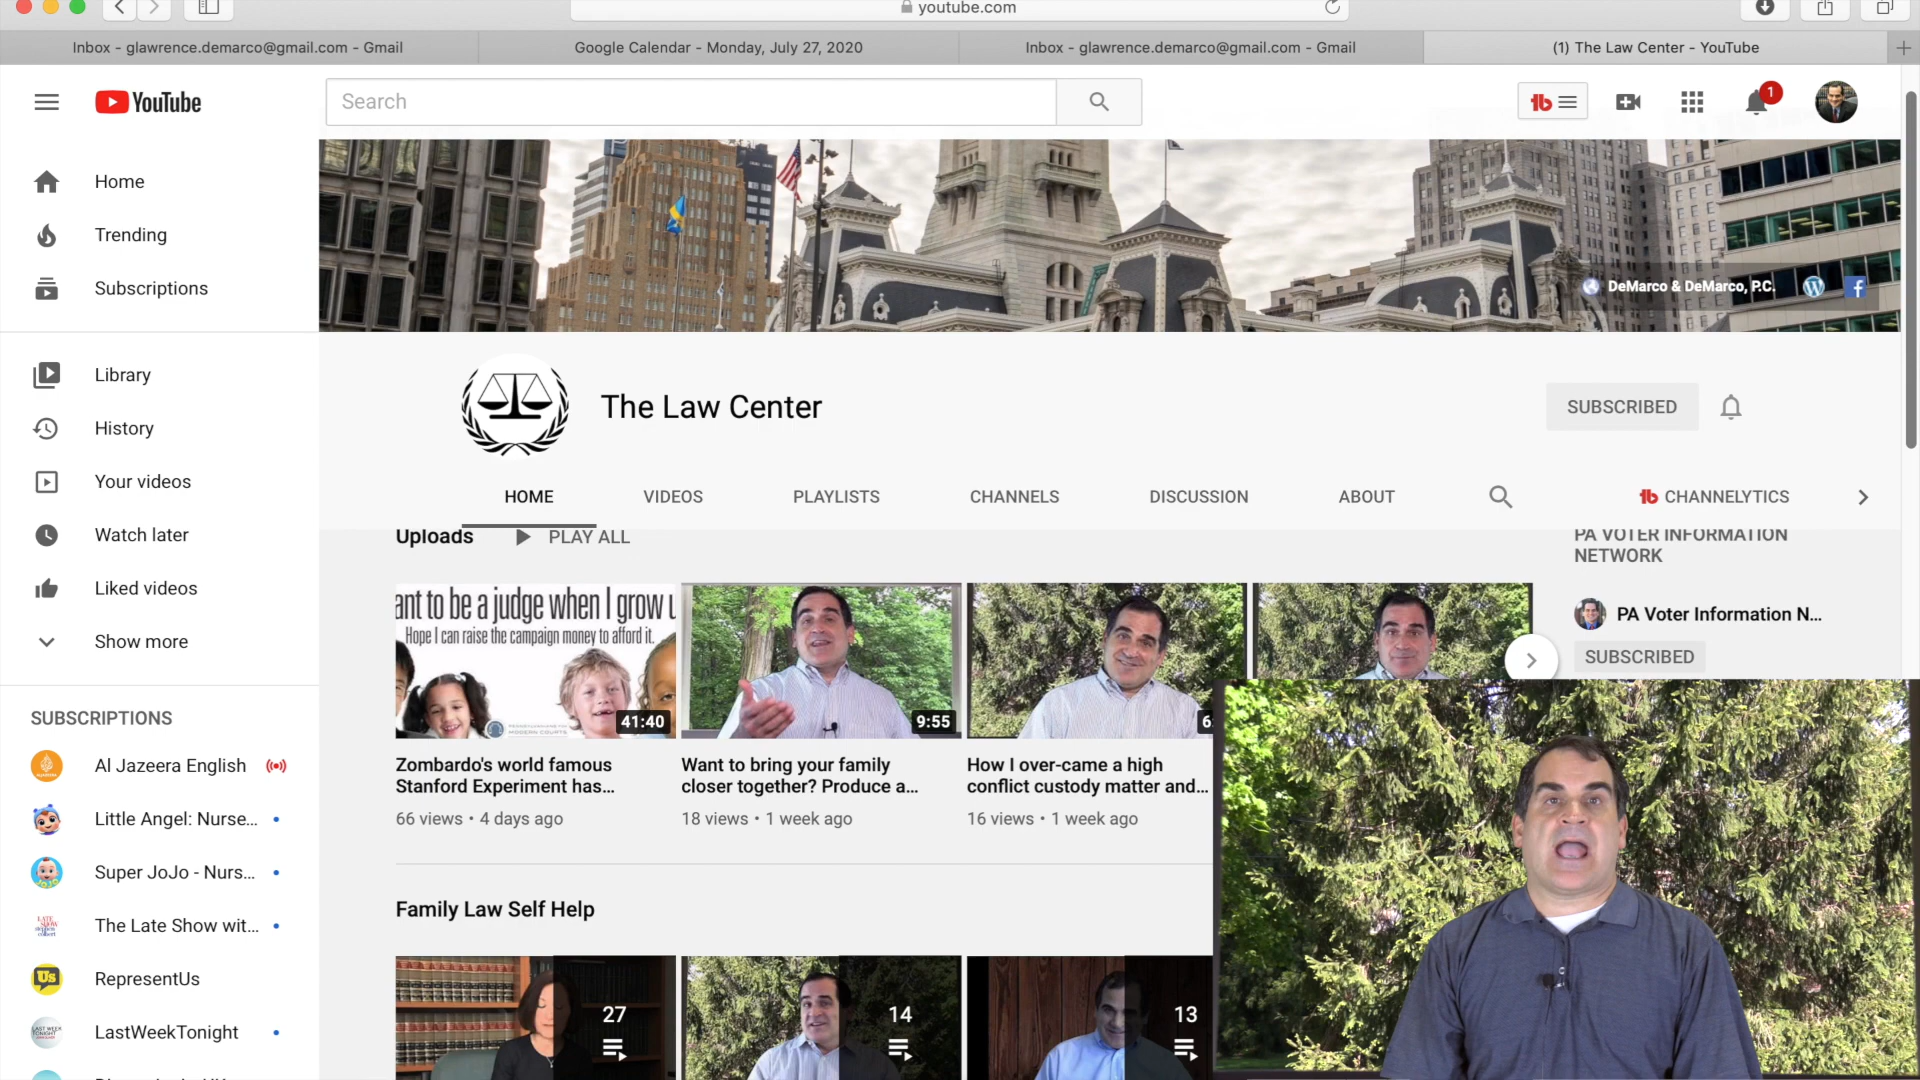 youtube.com
Inbox - glawrence.demarco@gmail.com - Gmail
Google Calendar - Monday, July 27, 2020
Inbox - glawrence.demarco@gmail.com - Gmail
(1) The Law Center - YouTube
YouTube
Search
1
Home
Trending
Subscriptions
DeMarco & DeMarco, P.C.
Library
History
Your videos
Watch later
Liked videos
Show more
The Law Center
SUBSCRIBED
HOME
VIDEOS
PLAYLISTS
CHANNELS
DISCUSSION
ABOUT
CHANNELYTICS
Uploads
PLAY ALL
PA VOTER INFORMATION
NETWORK
PA Voter Information N...
SUBSCRIBED
ant to be a judge when I grow u
Hope I can raise the campaign money to afford it.
MODERN COURTS
41:40
9:55
6:
Zombardo's world famous
Stanford Experiment has...
66 views • 4 days ago
Want to bring your family
closer together? Produce a...
18 views • 1 week ago
How I over-came a high
conflict custody matter and...
16 views • 1 week ago
SUBSCRIPTIONS
Al Jazeera English
Little Angel: Nurse...
Super JoJo - Nurs...
The Late Show wit...
RepresentUs
LastWeekTonight
Family Law Self Help
27
14
13